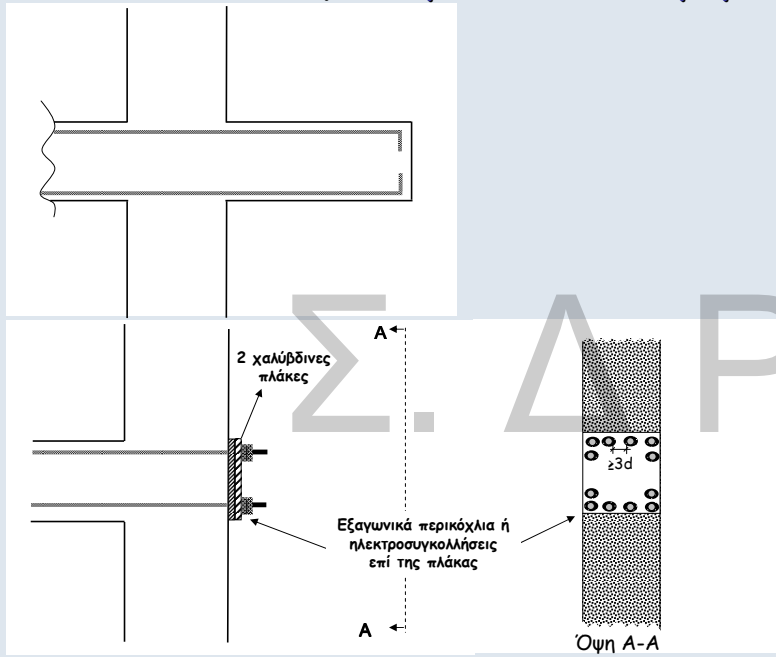 Σ. Δ Ρ
A
2 χαλύβδινες
πλάκες
≥3d
Εξαγωνικά περικόχλια ή
ηλεκτροσυγκολλήσεις
επί της πλάκας
A
Όψη A-A